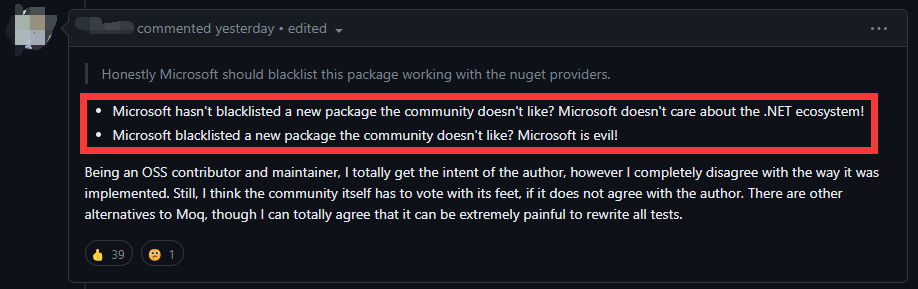 commented yesterday • edited
Honestly Microsoft should blacklist this package working with the nuget providers.
• Microsoft hasn't blacklisted a new package the community doesn't like? Microsoft doesn't care about the .NET ecosystem!
• Microsoft blacklisted a new package the community doesn't like? Microsoft is evil!
Being an OSS contributor and maintainer, I totally get the intent of the author, however I completely disagree with the way it was
implemented. Still, I think the community itself has to vote with its feet, if it does not agree with the author. There are other
alternatives to Moq, though I can totally agree that it can be extremely painful to rewrite all tests.
39
1